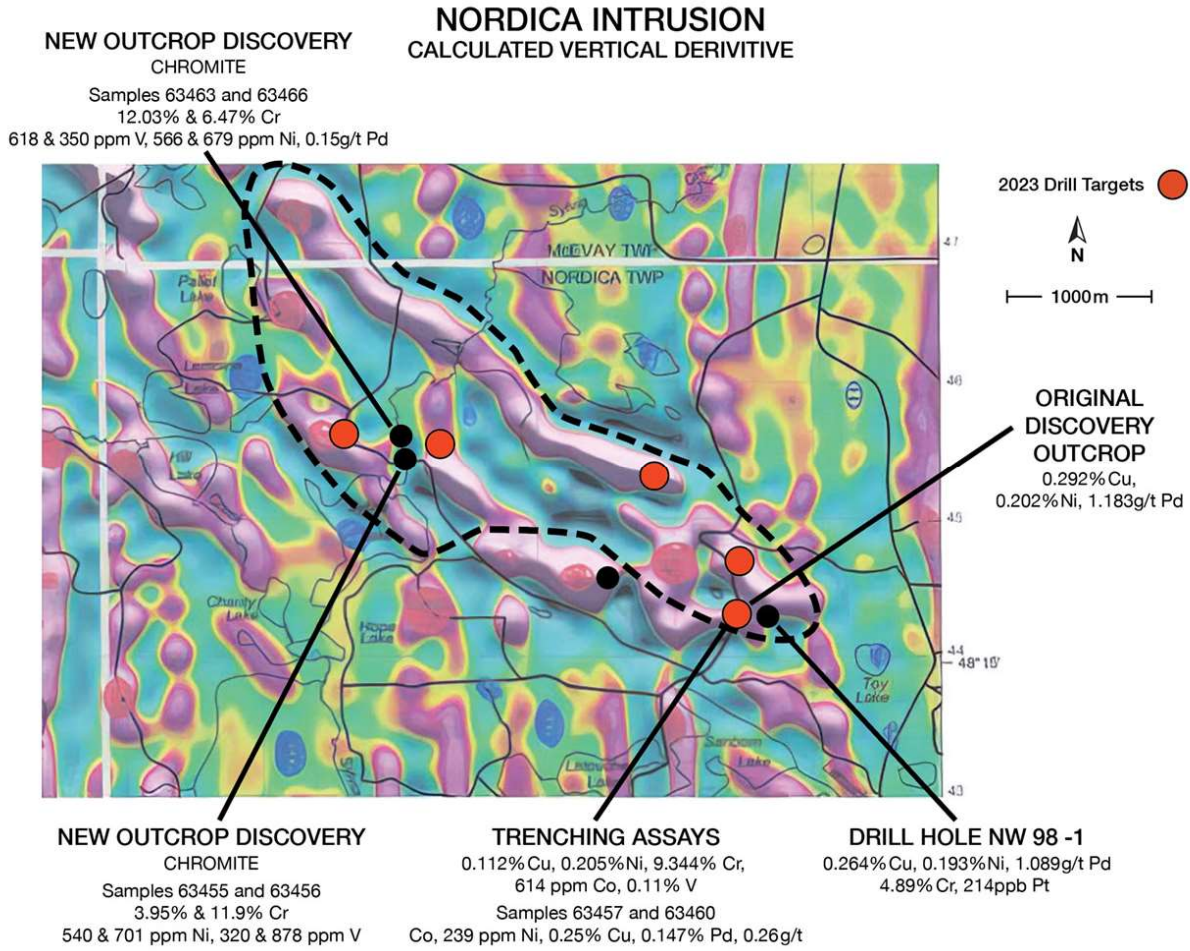 NORDICA INTRUSION
CALCULATED VERTICAL DERIVITIVE
NEW OUTCROP DISCOVERY
CHROMITE
Samples 63463 and 63466
12.03% & 6.47% Cr
618 & 350 ppm V, 566 & 679 ppm Ni, 0.15g/t Pd
2023 Drill Targets
N
1000m
47
McEVAY TWP
NORDICA TWP
Lake
46
Lake
ORIGINAL
DISCOVERY
OUTCROP
0.292%Cu,
0.202%Ni, 1.183g/t Pd
Lake
45
Charity
Lake
Hope
Lake
44
48° 10'
Lake
Lake
Lake
43
NEW OUTCROP DISCOVERY
CHROMITE
Samples 63455 and 63456
3.95% & 11.9% Cr
540 & 701 ppm Ni, 320 & 878 ppm V
TRENCHING ASSAYS
0.112%Cu, 0.205%Ni, 9.344% Cr,
614 ppm Co, 0.11% V
Samples 63457 and 63460
Co, 239 ppm Ni, 0.25% Cu, 0.147% Pd, 0.26g/t
DRILL HOLE NW 98 -1
0.264%Cu, 0.193%Ni, 1.089g/t Pd
4.89%Cr, 214ppb Pt